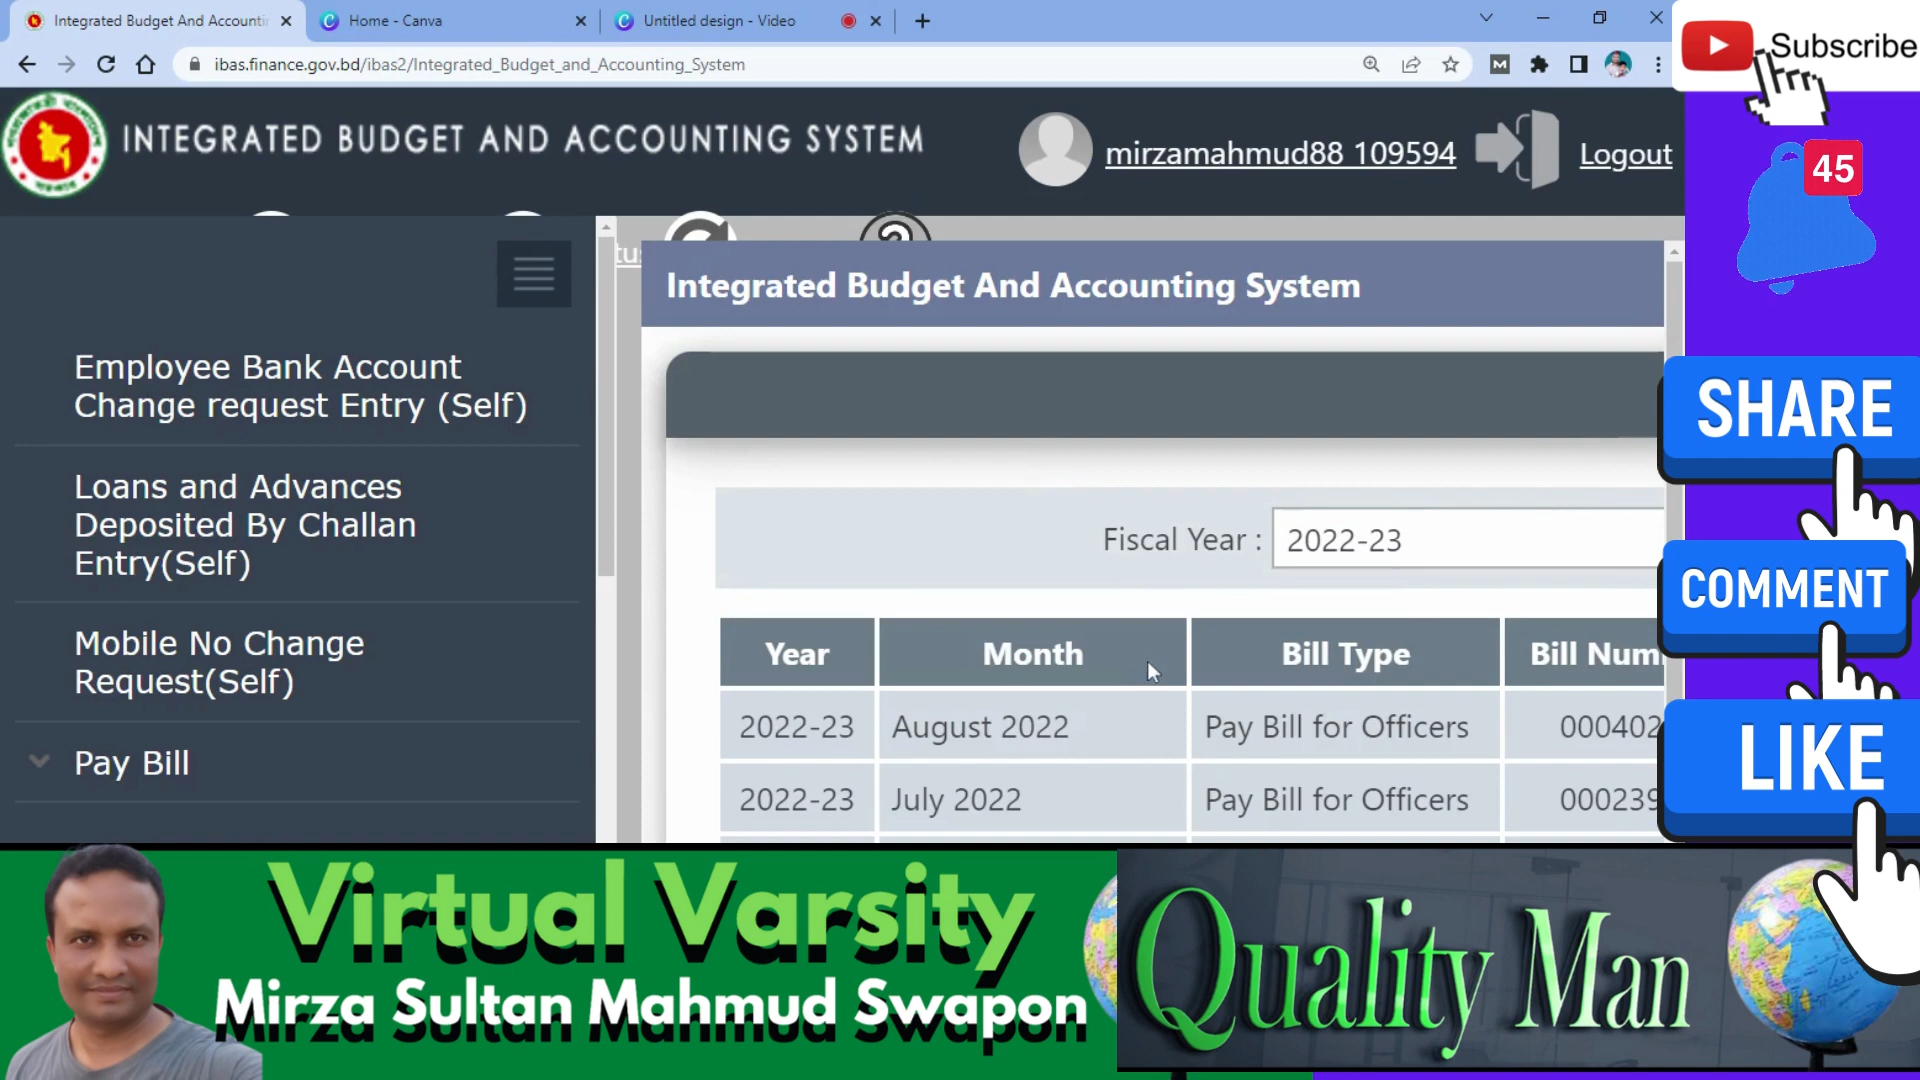 Integrated Budget And Accounti
Home - Canva
Untitled design - Video
ibas.finance.gov.bd/ibas2/Integrated_Budget_and_Accounting_System
Subscribe
INTEGRATED BUDGET AND ACCOUNTING SYSTEM
mirzamahmud88 109594
Logout
45
Integrated Budget And Accounting System
Employee Bank Account
Change request Entry (Self)
Loans and Advances
Deposited By Challan
Entry(Self)
Mobile No Change
Request(Self)
Pay Bill
Fiscal Year : 2022-23
Year Month Bill Type Bill Num
2022-23 August 2022 Pay Bill for Officers 000402
2022-23 July 2022 Pay Bill for Officers 000239
SHARE
COMMENT
LIKE
Virtual Varsity
Mirza Sultan Mahmud Swapon
Quality Man